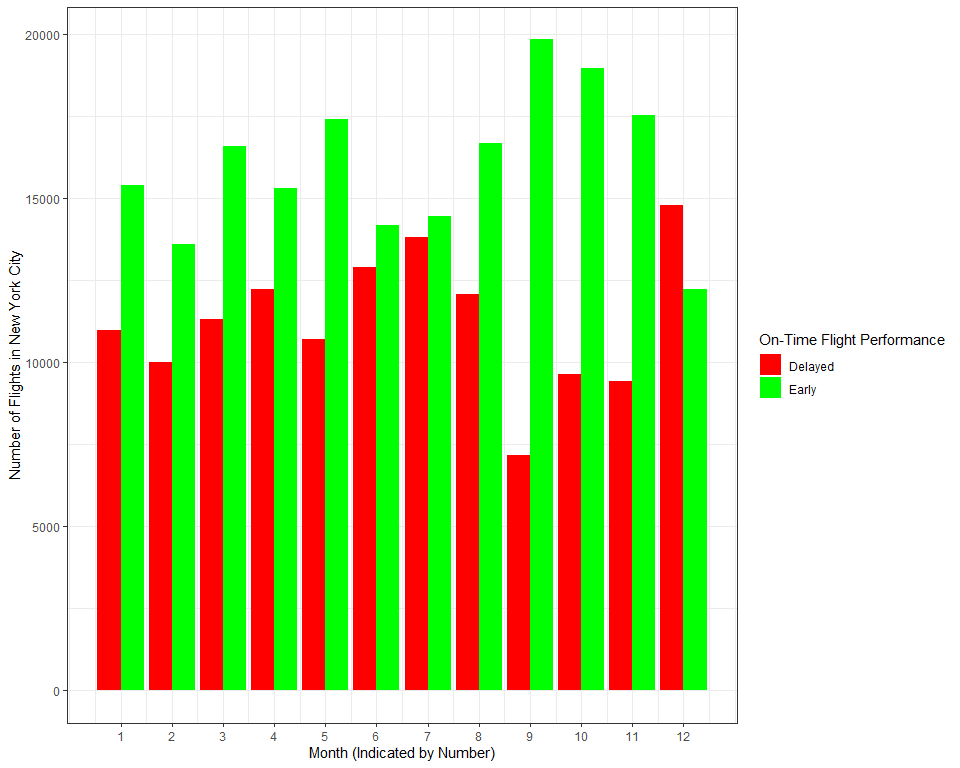 20000
15000
10000
5000
0
Number of Flights in New York City
1 2 3 4 5 6 7 8 9 10 11 12
Month (Indicated by Number)
On-Time Flight Performance
Delayed
Early